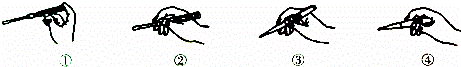 ① ② ③ ④